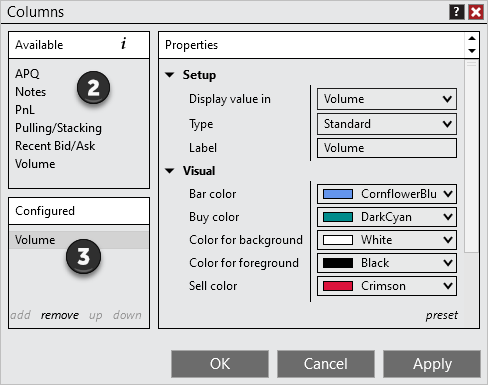 Columns
?
Available
i
APQ
Notes
PnL
Pulling/Stacking
Recent Bid/Ask
Volume
2
Configured
Volume
3
add remove up down
Properties
Setup
Display value in Volume
Type Standard
Label Volume
Visual
Bar color CornflowerBlu
Buy color DarkCyan
Color for background White
Color for foreground Black
Sell color Crimson
preset
OK Cancel Apply